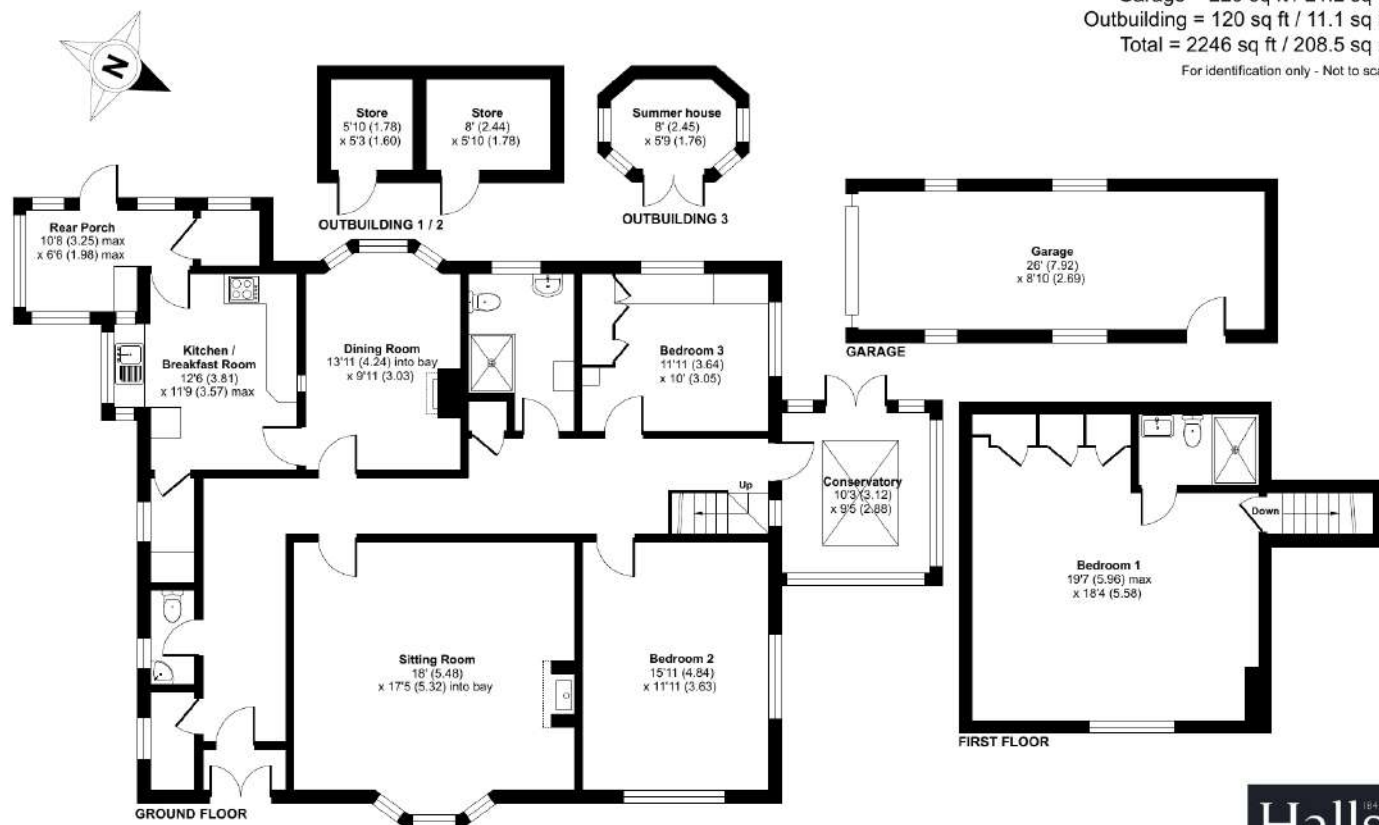 Outbuilding = 120 sq ft / 11.1 sq
Total = 2246 sq ft / 208.5 sq
For identification only - Not to sca
N
Store
5'10 (1.78)
x 5'3 (1.60)
Store
8' (2.44)
x 5'10 (1.78)
OUTBUILDING 1 / 2
Summer house
8' (2.45)
x 5'9 (1.76)
OUTBUILDING 3
Rear Porch
10'8 (3.25) max
x 6'6 (1.98) max
Garage
26' (7.92)
x 8'10 (2.69)
GARAGE
Kitchen /
Breakfast Room
12'6 (3.81)
x 11'9 (3.57) max
Dining Room
13'11 (4.24) into bay
x 9'11 (3.03)
Bedroom 3
11'11 (3.64)
x 10' (3.05)
Up
Conservatory
10'3 (3.12)
x 9'5 (2.88)
Down
Bedroom 1
19'7 (5.96) max
x 18'4 (5.58)
FIRST FLOOR
Sitting Room
18' (5.48)
x 17'5 (5.32) into bay
Bedroom 2
15'11 (4.84)
x 11'11 (3.63)
GROUND FLOOR
Halls